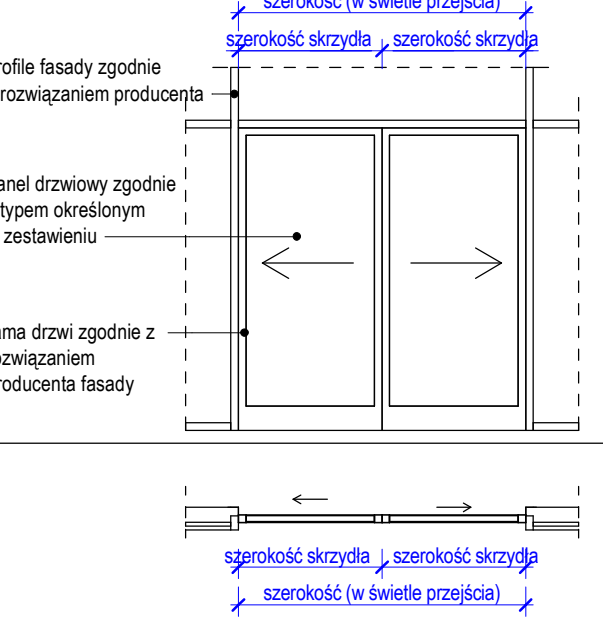 szerokość (w świetle przejścia)
szerokość skrzydła szerokość skrzydła
rofile fasady zgodnie
rozwiązaniem producenta
anel drzwiowy zgodnie
typem określonym
zestawieniu
ama drzwi zgodnie z
ozwiązaniem
roducenta fasady
szerokość skrzydła szerokość skrzydła
szerokość (w świetle przejścia)